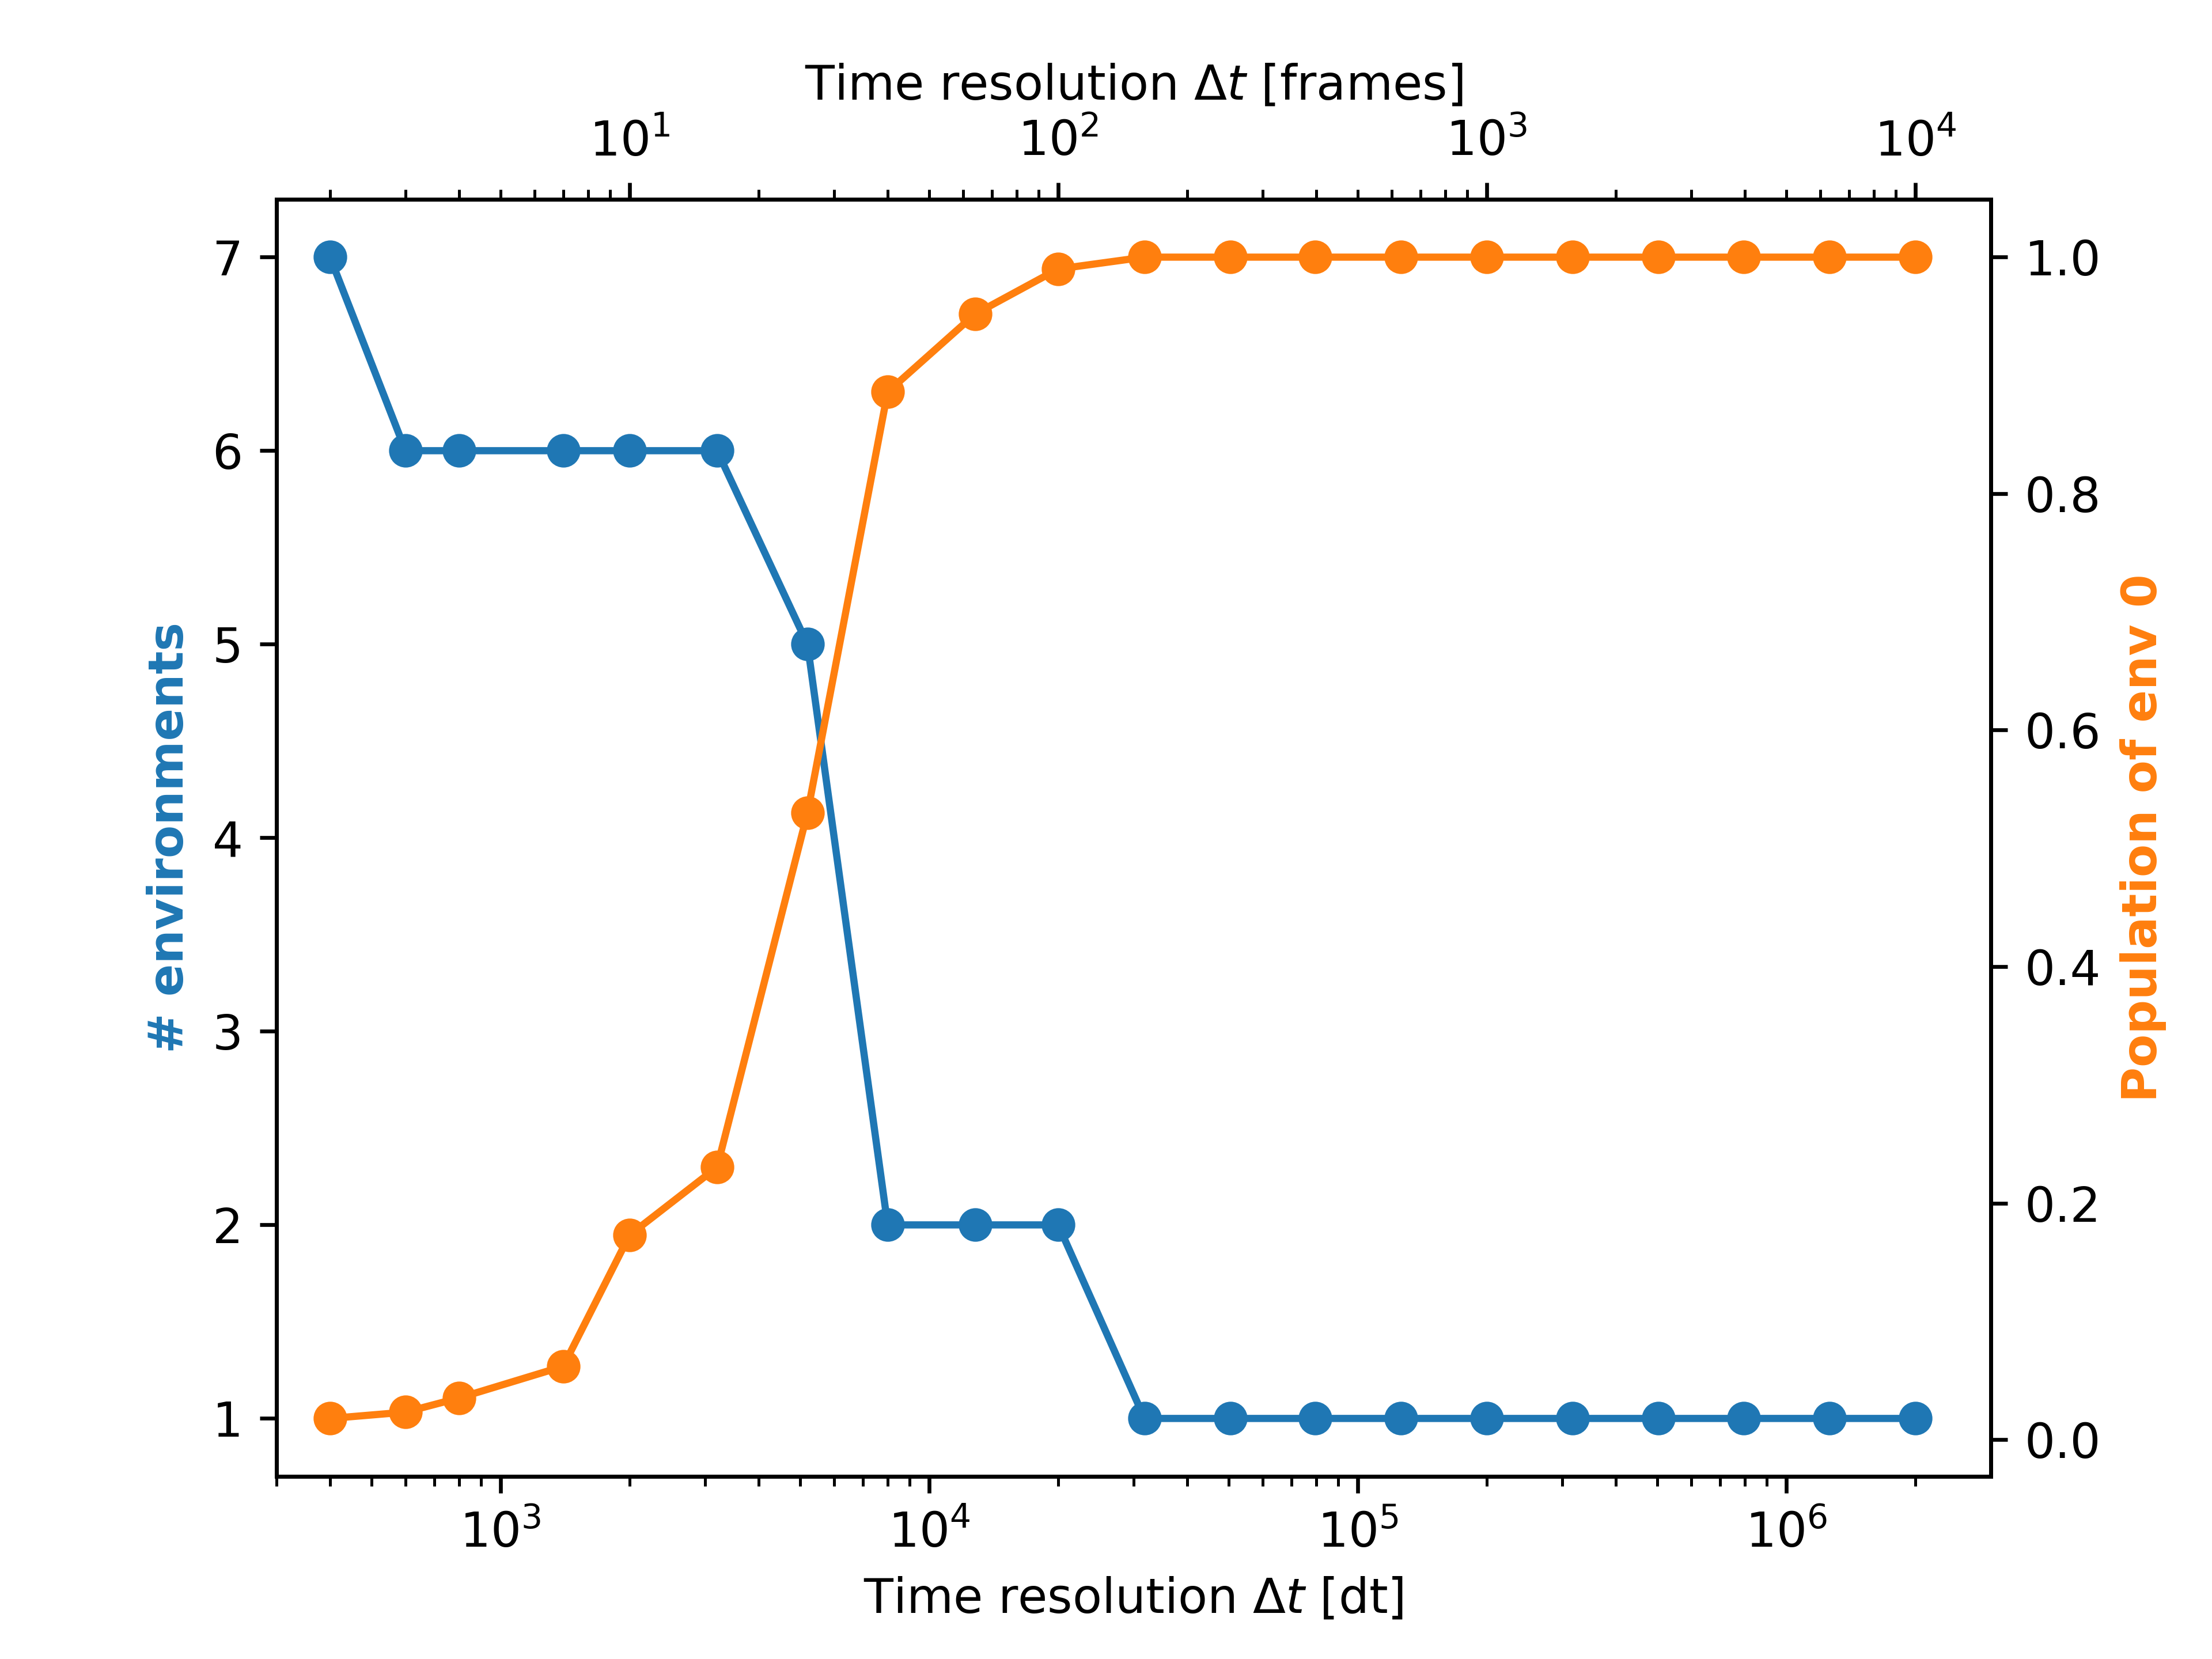 Time resolution Δt [frames]
10¹ 10² 10³ 10⁴
7 1.0
6 0.8
5 0.6
4 0.4
3 0.2
2 0.0
1
# environments
Population of env 0
10³ 10⁴ 10⁵ 10⁶
Time resolution Δt [dt]